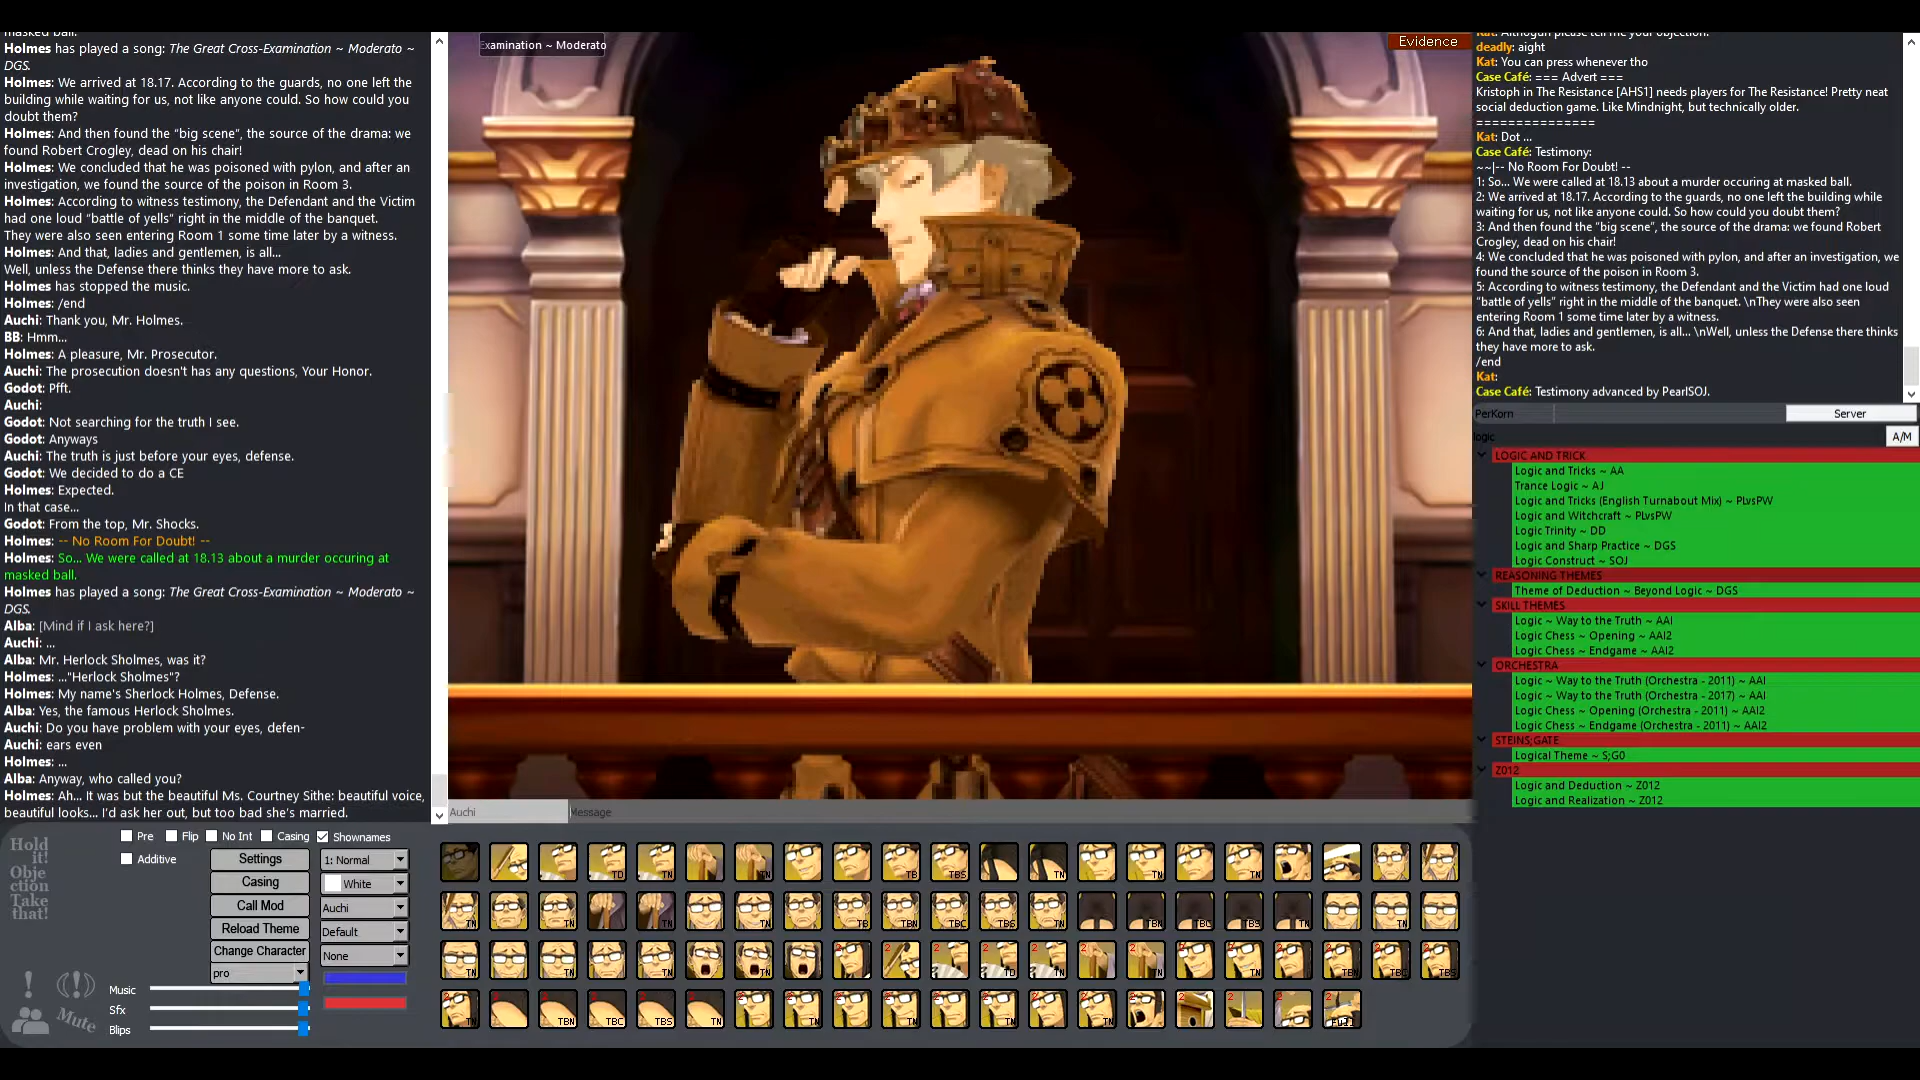 masked ball.
Holmes has played a song: The Great Cross-Examination ~ Moderato ~
DGS.
Holmes: We arrived at 18.17. According to the guards, no one left the
building while waiting for us, not like anyone could. So how could you
doubt them?
Holmes: And then found the “big scene”, the source of the drama: we
found Robert Crogley, dead on his chair!
Holmes: We concluded that he was poisoned with pylon, and after an
investigation, we found the source of the poison in Room 3.
Holmes: According to witness testimony, the Defendant and the Victim
had one loud “battle of yells” right in the middle of the banquet.
They were also seen entering Room 1 some time later by a witness.
Holmes: And that, ladies and gentlemen, is all...
Well, unless the Defense there thinks they have more to ask.
Holmes has stopped the music.
Holmes: /end
Auchi: Thank you, Mr. Holmes.
BB: Hmm...
Holmes: A pleasure, Mr. Prosecutor.
Auchi: The prosecution doesn't has any questions, Your Honor.
Godot: Pfft.
Auchi:
Godot: Not searching for the truth I see.
Godot: Anyways
Auchi: The truth is just before your eyes, defense.
Godot: We decided to do a CE
Holmes: Expected.
In that case...
Godot: From the top, Mr. Shocks.
Holmes: -- No Room For Doubt! --
Holmes: So... We were called at 18.13 about a murder occuring at
masked ball.
Holmes has played a song: The Great Cross-Examination ~ Moderato ~
DGS.
Alba: [Mind if I ask here?]
Auchi: ...
Alba: Mr. Herlock Sholmes, was it?
Holmes: ..."Herlock Sholmes"?
Holmes: My name's Sherlock Holmes, Defense.
Alba: Yes, the famous Herlock Sholmes.
Auchi: Do you have problem with your eyes, defen-
Auchi: ears even
Holmes: ...
Alba: Anyway, who called you?
Holmes: Ah... It was but the beautiful Ms. Courtney Sithe: beautiful voice,
beautiful looks... I'd ask her out, but too bad she's married.
Examination ~ Moderato
Evidence
Auchi
Message
Kat: Althogun please tell me your objection.
deadly: aight
Kat: You can press whenever tho
Case Café: === Advert ===
Kristoph in The Resistance [AHS1] needs players for The Resistance! Pretty neat
social deduction game. Like Mindnight, but technically older.
===============
Kat: Dot ...
Case Café: Testimony:
~~|-- No Room For Doubt! --
1: So... We were called at 18.13 about a murder occuring at masked ball.
2: We arrived at 18.17. According to the guards, no one left the building while
waiting for us, not like anyone could. So how could you doubt them?
3: And then found the “big scene”, the source of the drama: we found Robert
Crogley, dead on his chair!
4: We concluded that he was poisoned with pylon, and after an investigation, we
found the source of the poison in Room 3.
5: According to witness testimony, the Defendant and the Victim had one loud
“battle of yells” right in the middle of the banquet. \nThey were also seen
entering Room 1 some time later by a witness.
6: And that, ladies and gentlemen, is all... \nWell, unless the Defense there thinks
they have more to ask.
/end
Kat:
Case Café: Testimony advanced by PearlSOJ.
PerKorn
Server
logic
A/M
LOGIC AND TRICK
Logic and Tricks ~ AA
Trance Logic ~ AJ
Logic and Tricks (English Turnabout Mix) ~ PLvsPW
Logic and Witchcraft ~ PLvsPW
Logic Trinity ~ DD
Logic and Sharp Practice ~ DGS
Logic Construct ~ SOJ
REASONING THEMES
Theme of Deduction ~ Beyond Logic ~ DGS
SKILL THEMES
Logic ~ Way to the Truth ~ AAI
Logic Chess ~ Opening ~ AAI2
Logic Chess ~ Endgame ~ AAI2
ORCHESTRA
Logic ~ Way to the Truth (Orchestra - 2011) ~ AAI
Logic ~ Way to the Truth (Orchestra - 2017) ~ AAI
Logic Chess ~ Opening (Orchestra - 2011) ~ AAI2
Logic Chess ~ Endgame (Orchestra - 2011) ~ AAI2
STEINS;GATE
Logical Theme ~ S;G0
Z012
Logic and Deduction ~ Z012
Logic and Realization ~ Z012
Hold
it!
Obje
ction
Take
that!
Pre
Flip
No Int
Casing
Shownames
Additive
Settings
1: Normal
Casing
White
Call Mod
Auchi
Reload Theme
Default
Change Character
None
pro
Music
Sfx
Blips
Mute